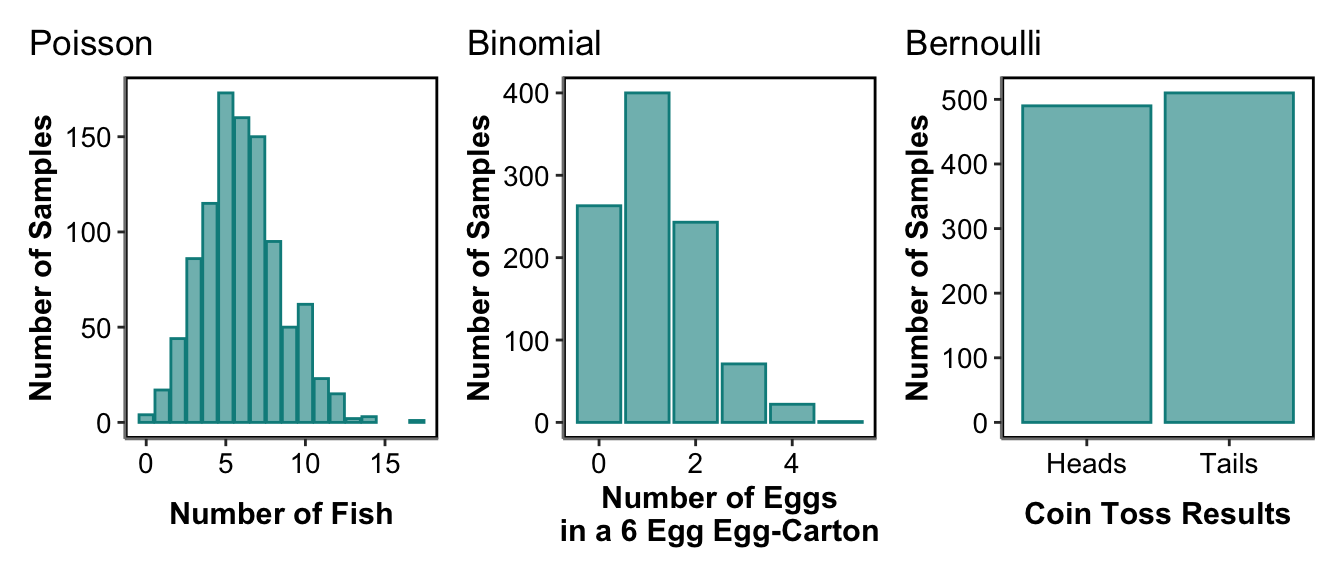 Poisson
Number of Samples
150
100
50
0
0 5 10 15
Number of Fish
Binomial
Number of Samples
400
300
200
100
0
0 2 4
Number of Eggs
in a 6 Egg Egg-Carton
Bernoulli
Number of Samples
500
400
300
200
100
0
Heads Tails
Coin Toss Results